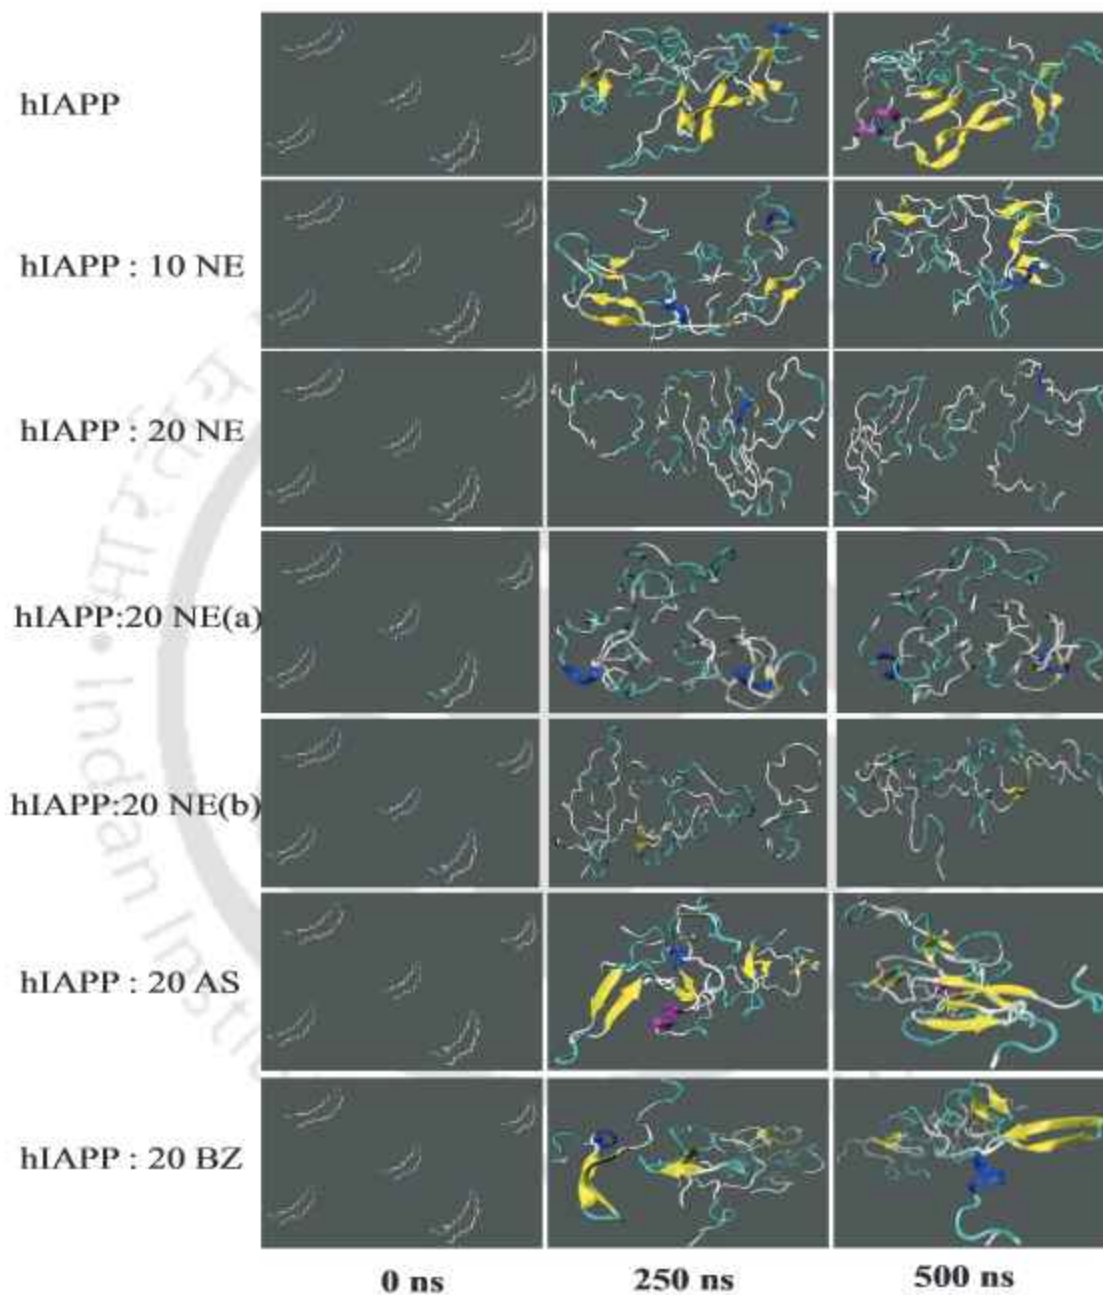 hIAPP
hIAPP : 10 NE
hIAPP : 20 NE
hIAPP:20 NE(a)
hIAPP:20 NE(b)
hIAPP : 20 AS
hIAPP : 20 BZ
0 ns 250 ns 500 ns
Indian